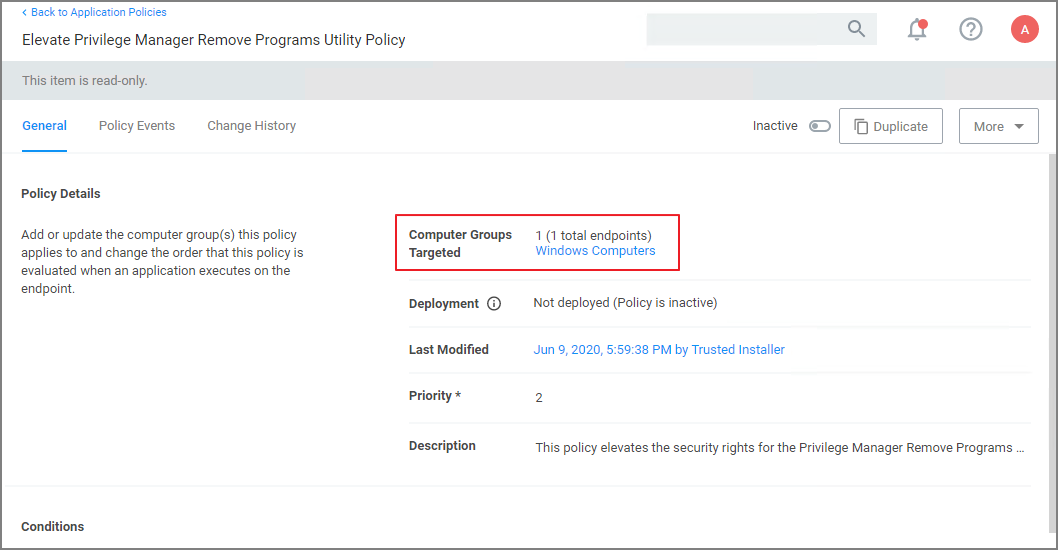 Back to Application Policies
Elevate Privilege Manager Remove Programs Utility Policy
A
This item is read-only.
General
Policy Events
Change History
Inactive
Duplicate
More
Policy Details
Add or update the computer group(s) this policy
applies to and change the order that this policy is
evaluated when an application executes on the
endpoint.
Computer Groups
Targeted
1 (1 total endpoints)
Windows Computers
Deployment
Not deployed (Policy is inactive)
Last Modified
Jun 9, 2020, 5:59:38 PM by Trusted Installer
Priority *
2
Description
This policy elevates the security rights for the Privilege Manager Remove Programs ...
Conditions